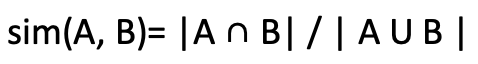 sim(A, B)= |A ∩ B| / | A U B |